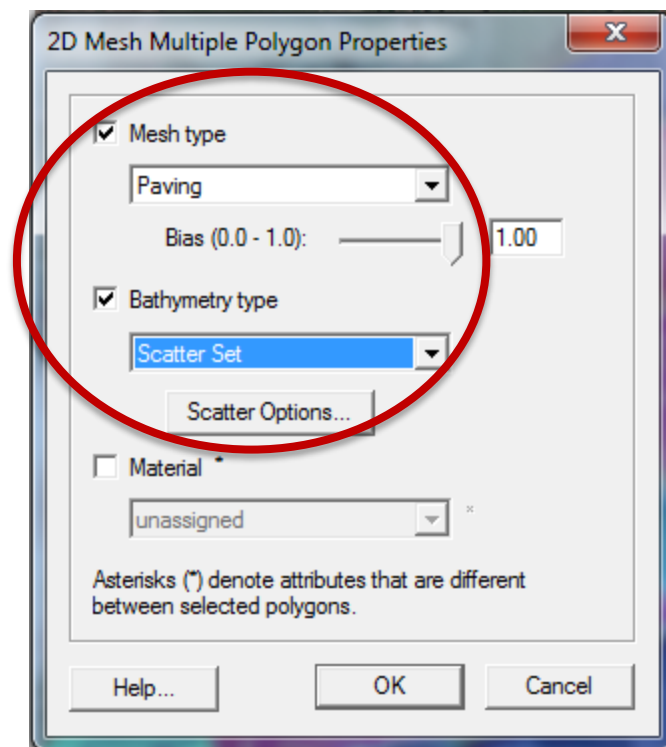 2D Mesh Multiple Polygon Properties
Mesh type
Paving
Bias (0.0 - 1.0):
1.00
Bathymetry type
Scatter Set
Scatter Options...
Material *
unassigned *
Asterisks (*) denote attributes that are different
between selected polygons.
Help... OK Cancel